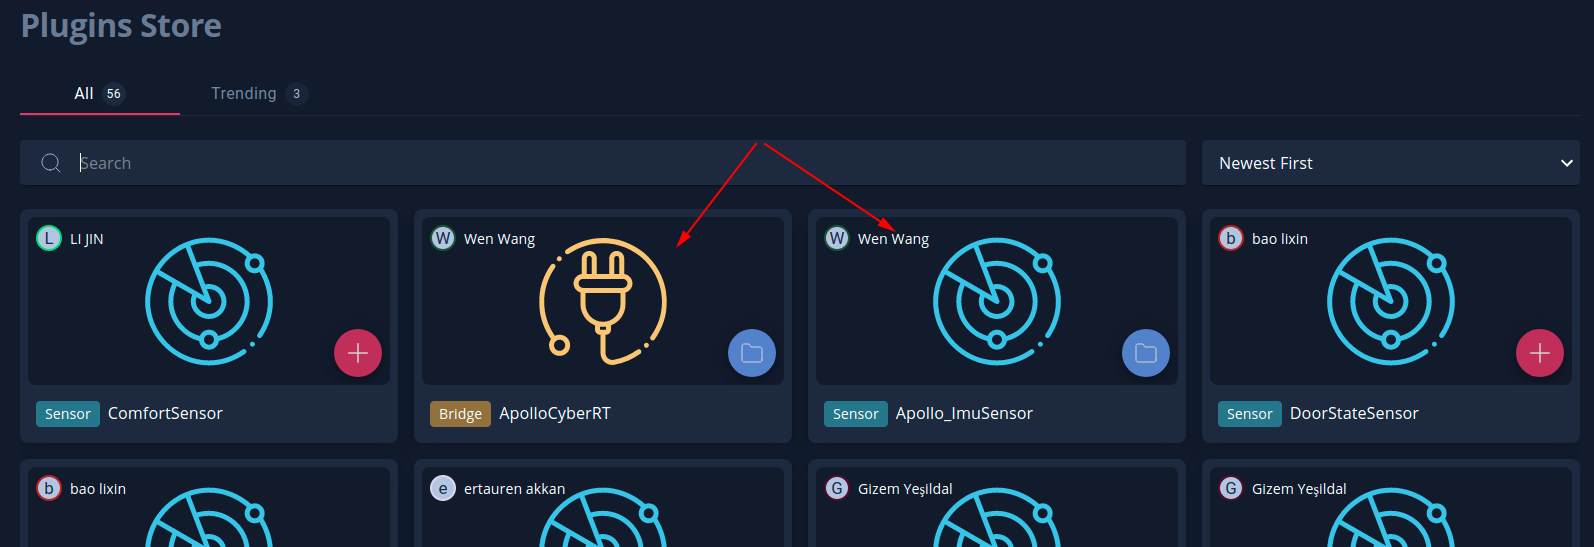 Plugins Store
All 56 Trending 3
Search Newest First
L LI JIN W Wen Wang W Wen Wang b bao lixin
Sensor ComfortSensor Bridge ApolloCyberRT Sensor Apollo_ImuSensor Sensor DoorStateSensor
b bao lixin e ertauren akkan G Gizem Yeşildal G Gizem Yeşildal